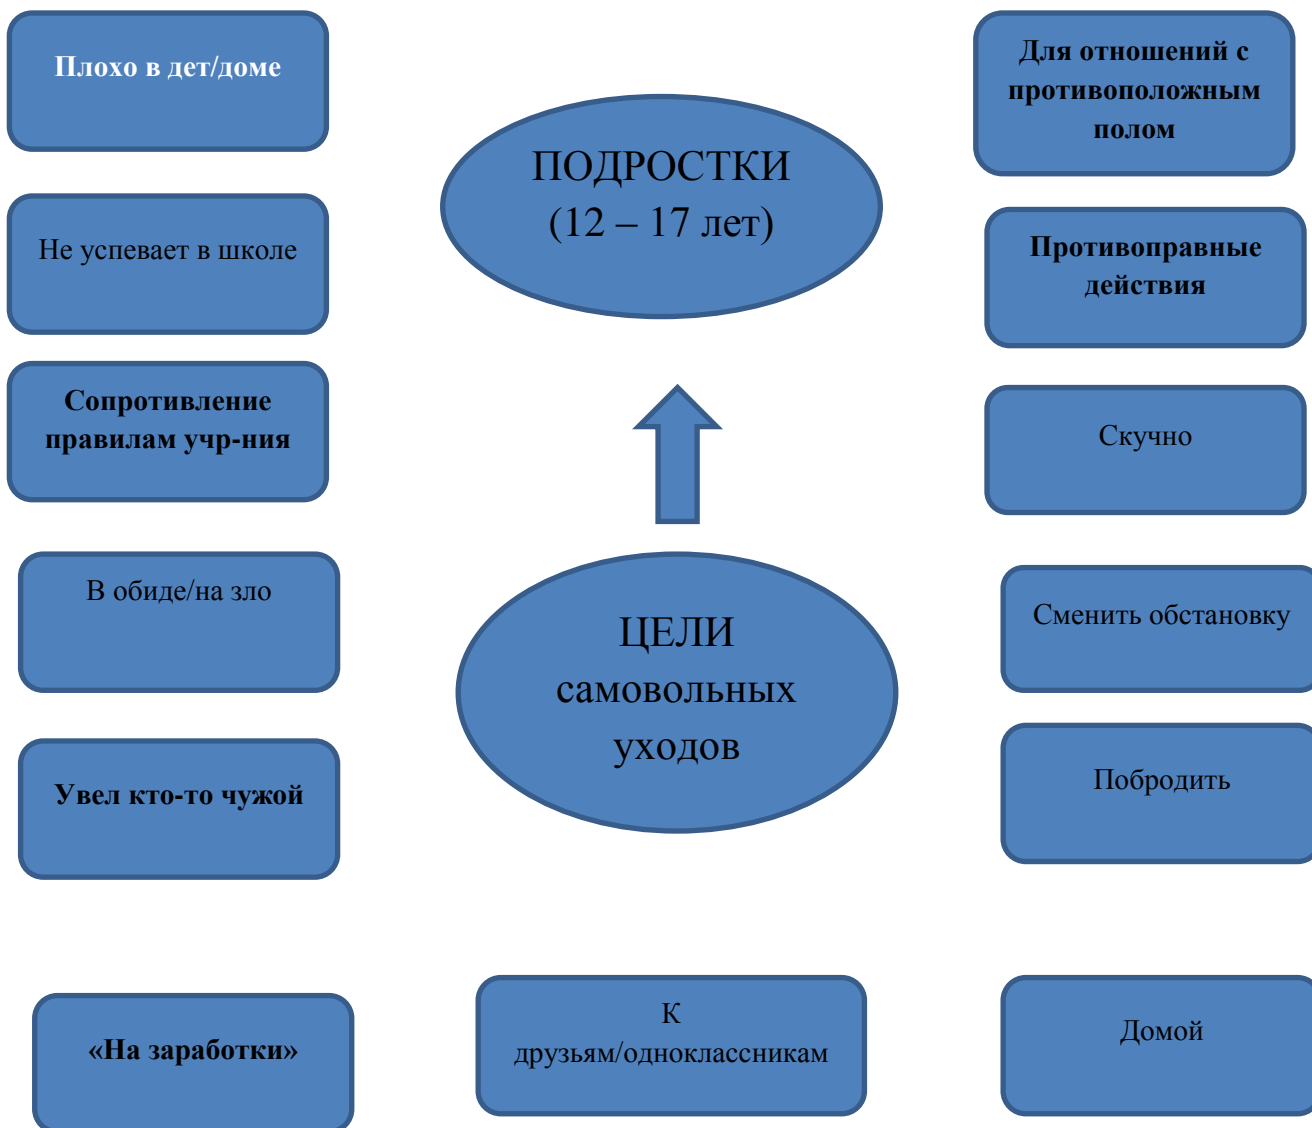 Плохо в дет/доме
Для отношений с
противоположным
полом
ПОДРОСТКИ
(12 – 17 лет)
Не успевает в школе
Противоправные
действия
Сопротивление
правилам учр-ния
Скучно
В обиде/на зло
Сменить обстановку
ЦЕЛИ
самовольных
уходов
Увел кто-то чужой
Побродить
«На заработки»
К
друзьям/одноклассникам
Домой